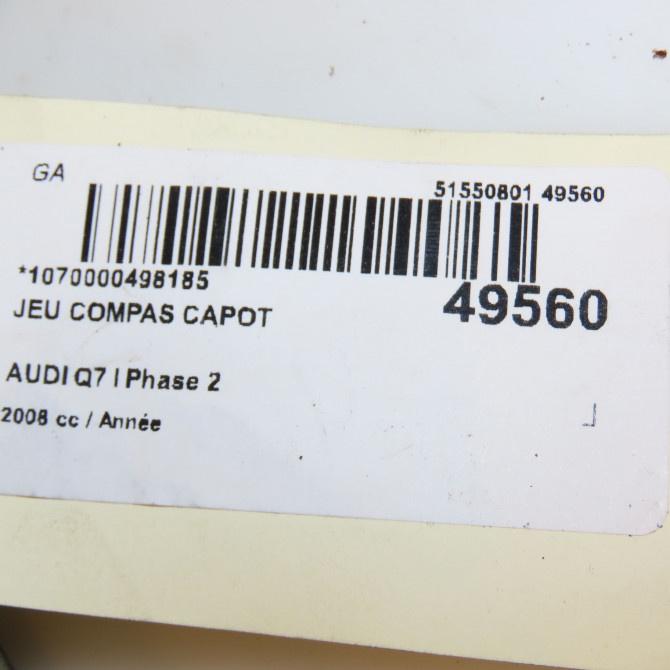 GA
51550801 49560
*1070000498185
49560
JEU COMPAS CAPOT
AUDI Q7 I Phase 2
2008 cc / Année